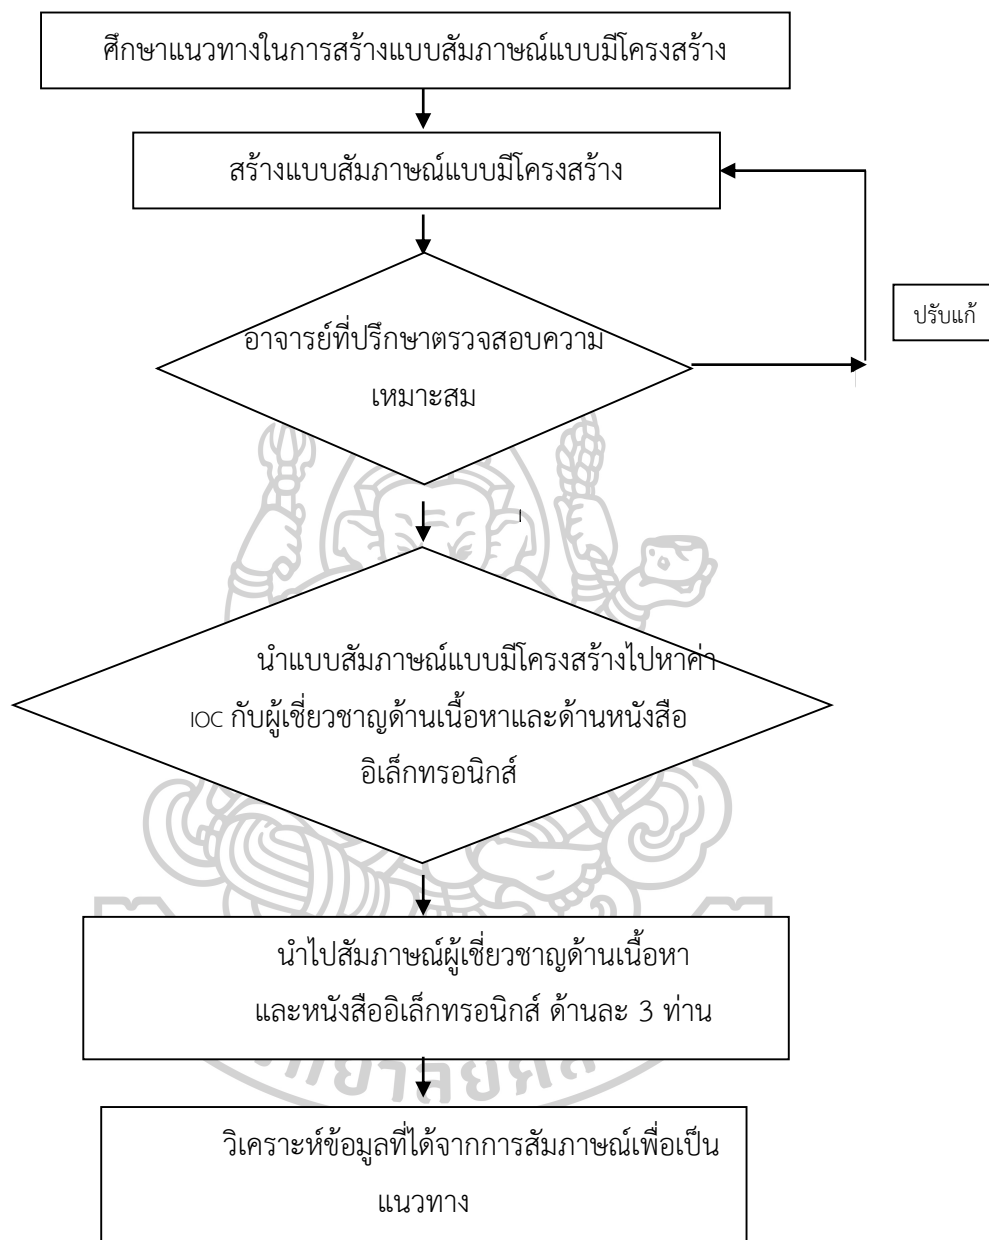 ศึกษาแนวทางในการสร้างแบบสัมภาษณ์แบบมีโครงสร้าง
สร้างแบบสัมภาษณ์แบบมีโครงสร้าง
อาจารย์ที่ปรึกษาตรวจสอบความ
เหมาะสม
ปรับแก้
นำแบบสัมภาษณ์แบบมีโครงสร้างไปหาค่า
IOC กับผู้เชี่ยวชาญด้านเนื้อหาและด้านหนังสือ
อิเล็กทรอนิกส์
นำไปสัมภาษณ์ผู้เชี่ยวชาญด้านเนื้อหา
และหนังสืออิเล็กทรอนิกส์ ด้านละ 3 ท่าน
วิเคราะห์ข้อมูลที่ได้จากการสัมภาษณ์เพื่อเป็น
แนวทาง